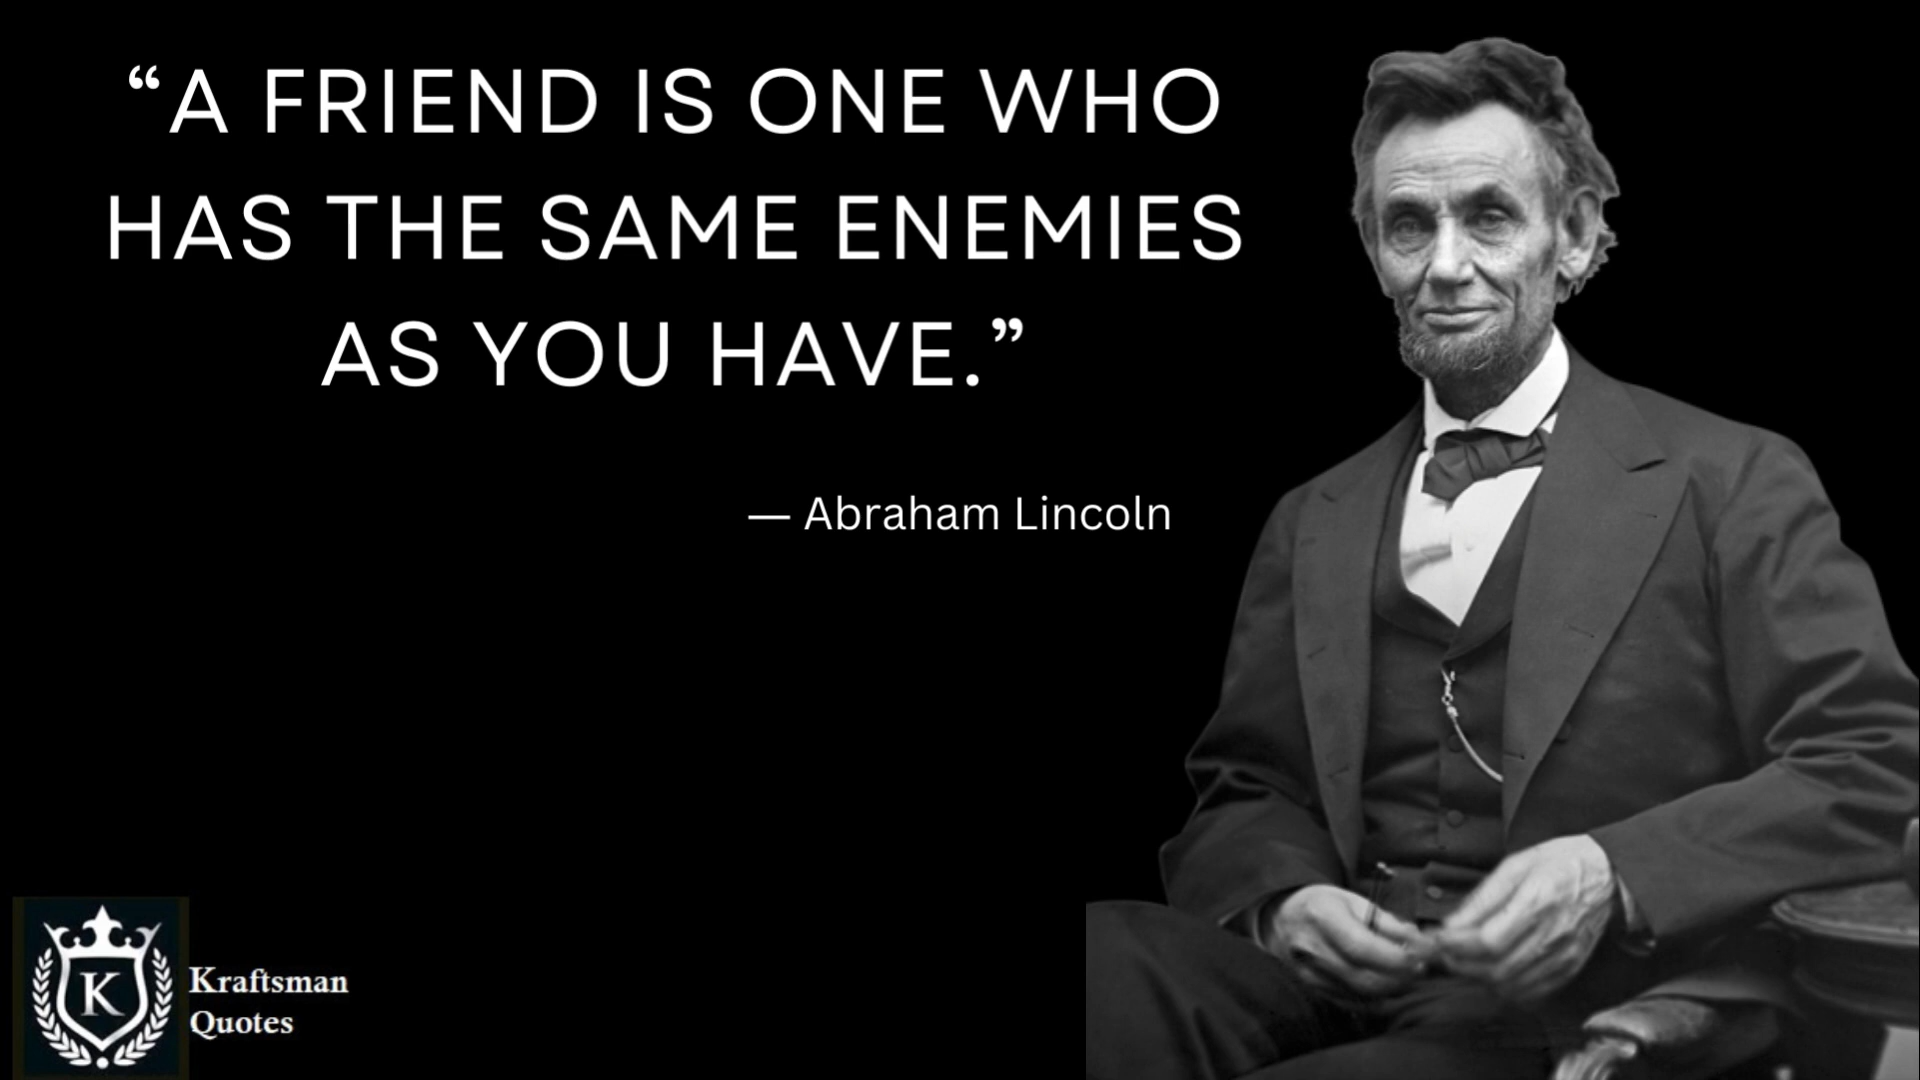 “A FRIEND IS ONE WHO
HAS THE SAME ENEMIES
AS YOU HAVE.”
— Abraham Lincoln
K
Kraftsman
Quotes